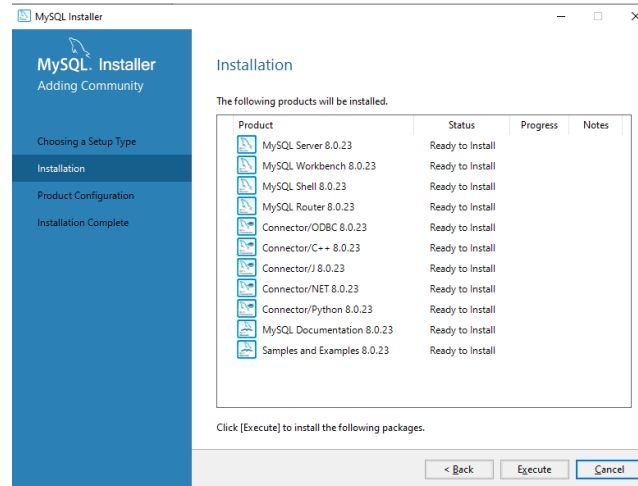 MySQL Installer
MySQL. Installer
Adding Community
Choosing a Setup Type
Installation
Product Configuration
Installation Complete
Installation
The following products will be installed.
Product Status Progress Notes
MySQL Server 8.0.23 Ready to Install
MySQL Workbench 8.0.23 Ready to Install
MySQL Shell 8.0.23 Ready to Install
MySQL Router 8.0.23 Ready to Install
Connector/ODBC 8.0.23 Ready to Install
Connector/C++ 8.0.23 Ready to Install
Connector/J 8.0.23 Ready to Install
Connector/NET 8.0.23 Ready to Install
Connector/Python 8.0.23 Ready to Install
MySQL Documentation 8.0.23 Ready to Install
Samples and Examples 8.0.23 Ready to Install
Click [Execute] to install the following packages.
< Back Execute Cancel